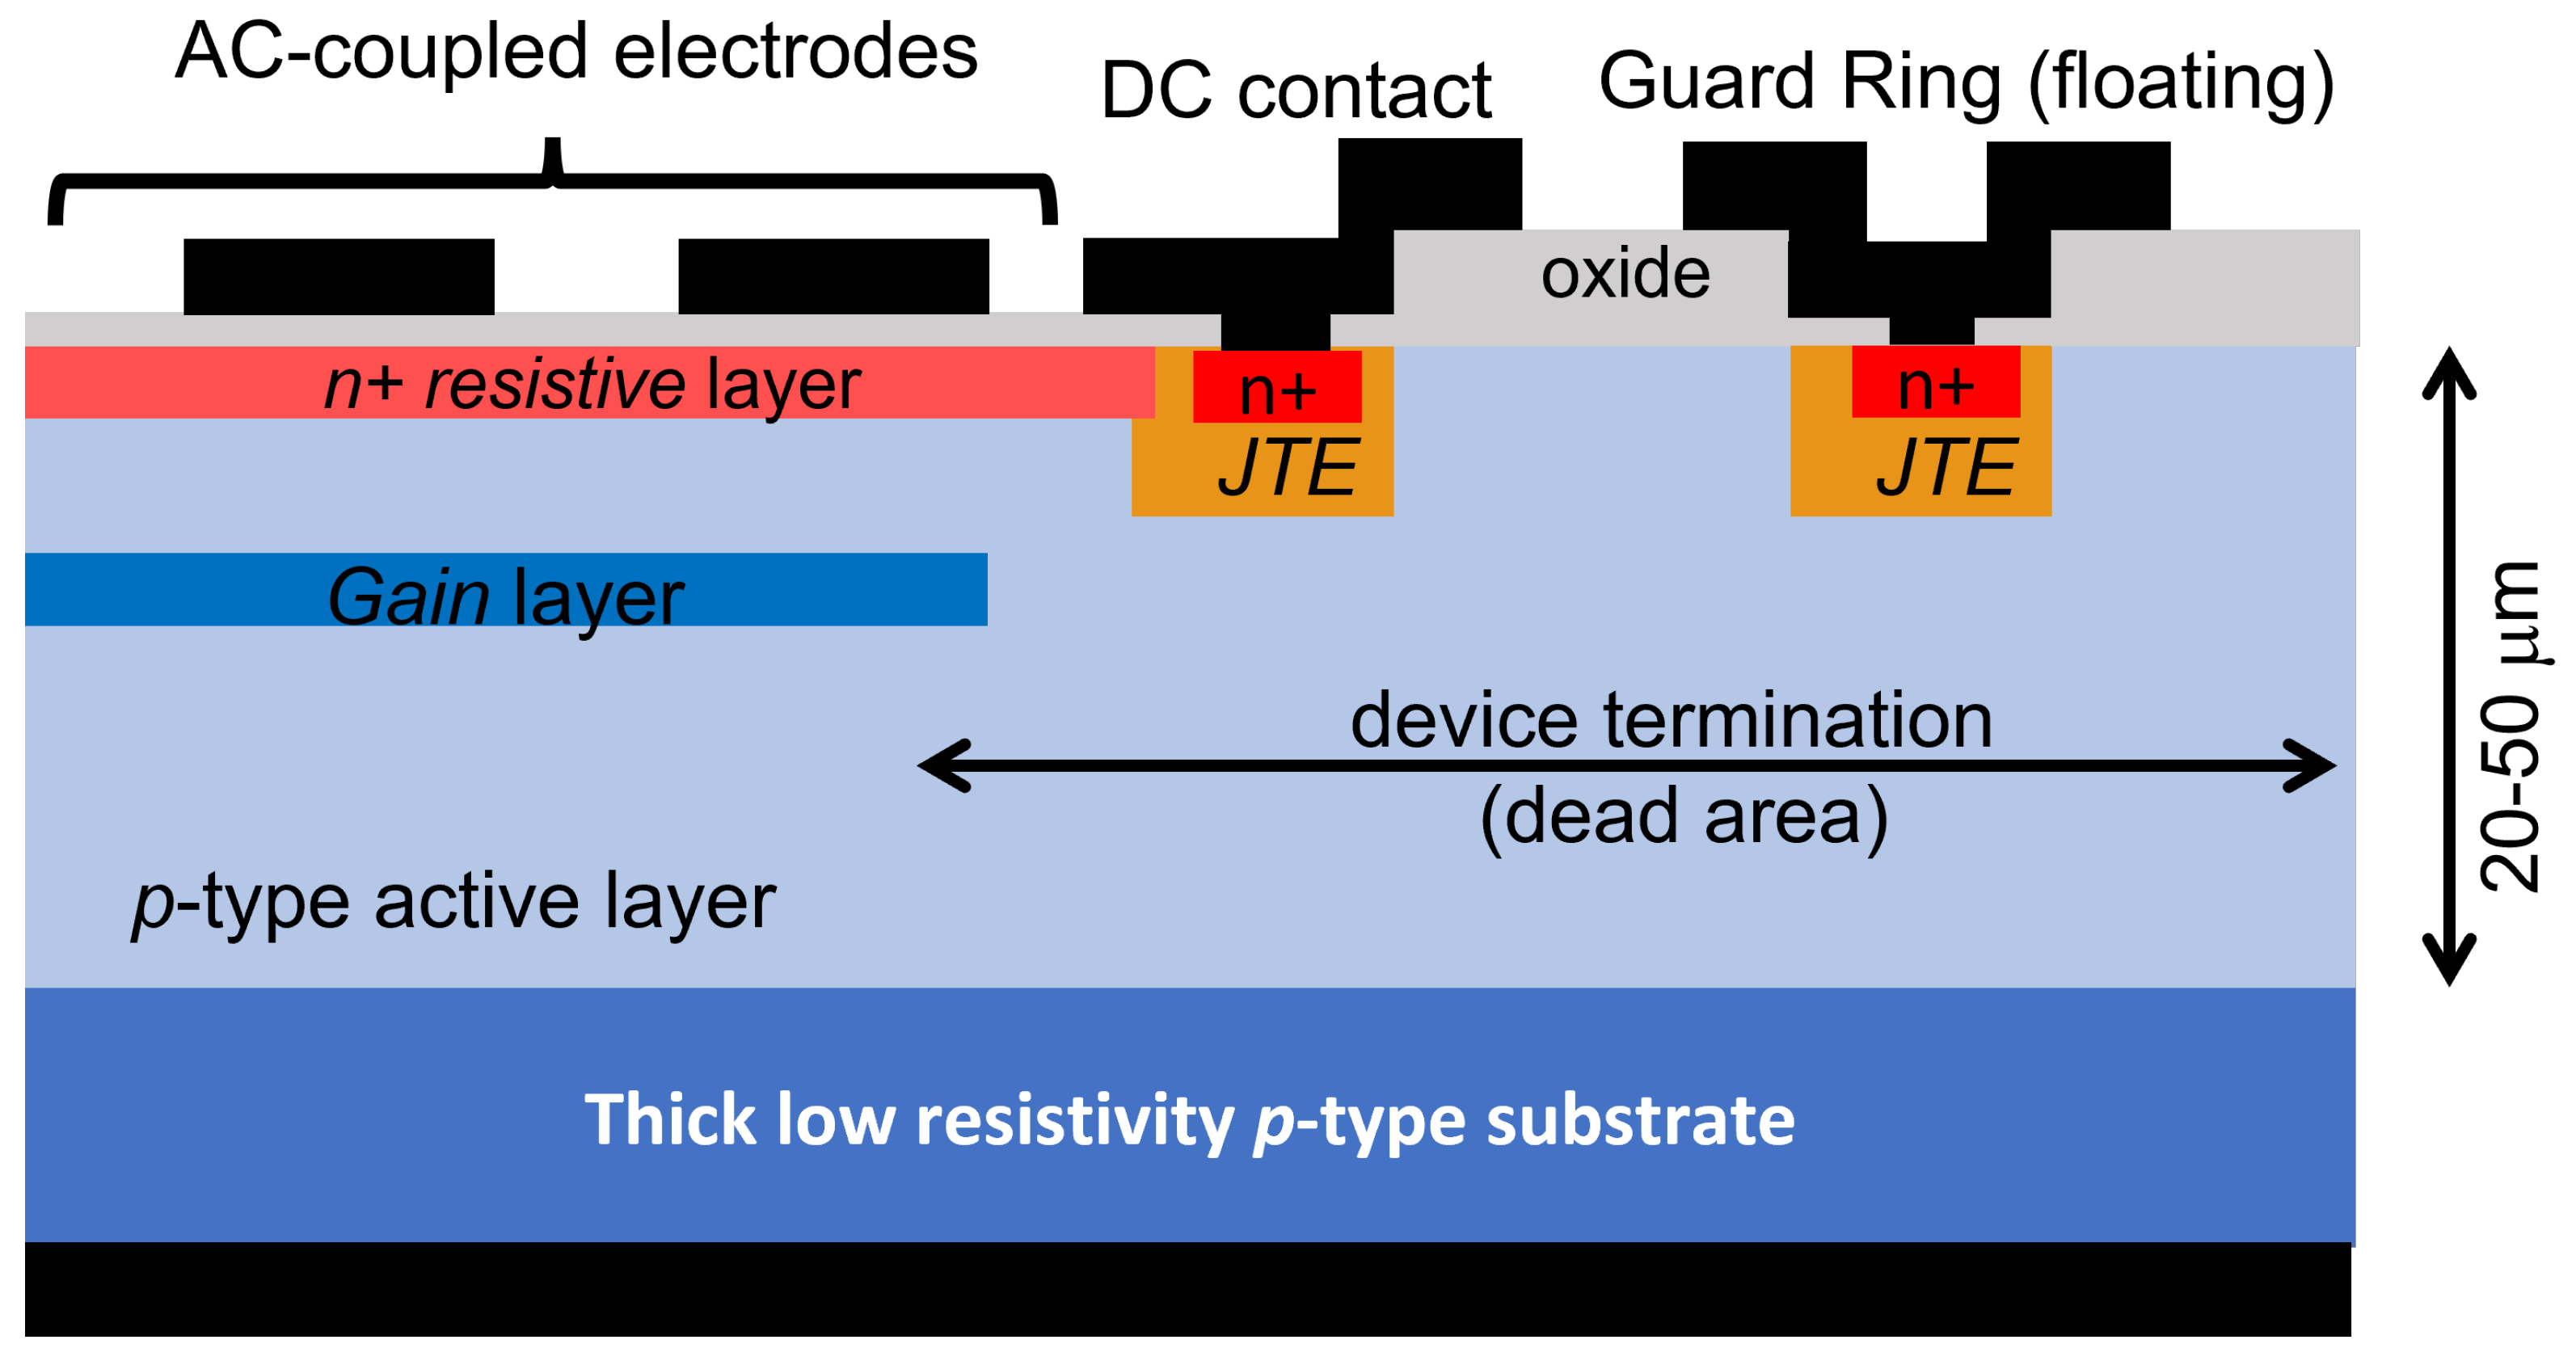 AC-coupled electrodes
DC contact
Guard Ring (floating)
oxide
n+ resistive layer
n+
n+
JTE
JTE
Gain layer
device termination
(dead area)
20-50 μm
p-type active layer
Thick low resistivity p-type substrate